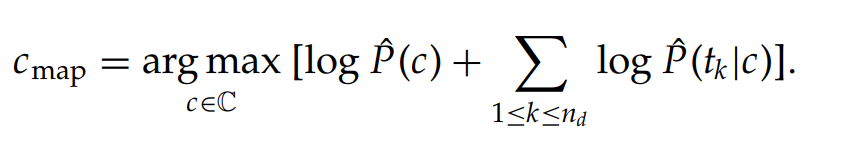 c_map = arg max_{c∈ℂ} [log P̂(c) + ∑_{1≤k≤n_d} log P̂(t_k|c)].